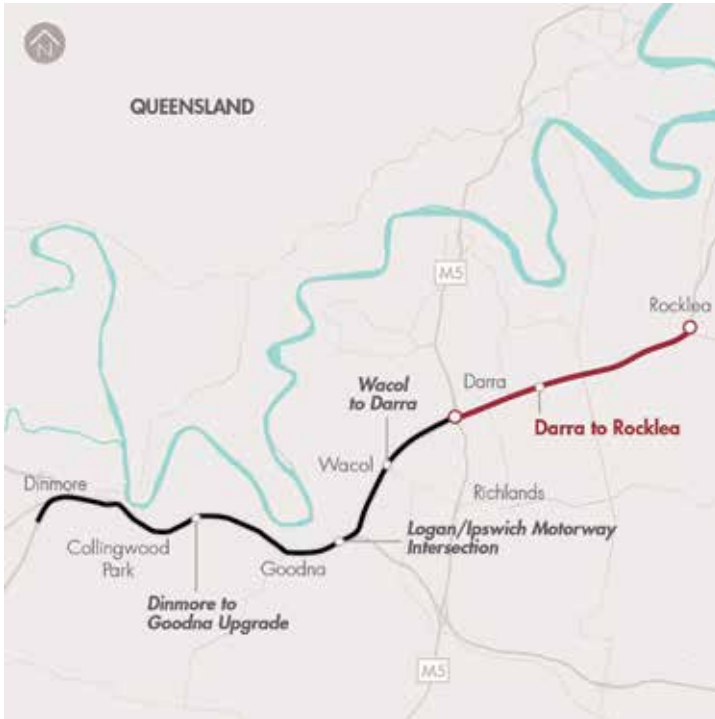 N
QUEENSLAND
M5
Rocklea
Wacol
to Darra
Darra
Darra to Rocklea
Wacol
Dinmore
Richlands
Logan/Ipswich Motorway
Intersection
Collingwood
Park
Goodna
Dinmore to
Goodna Upgrade
M5